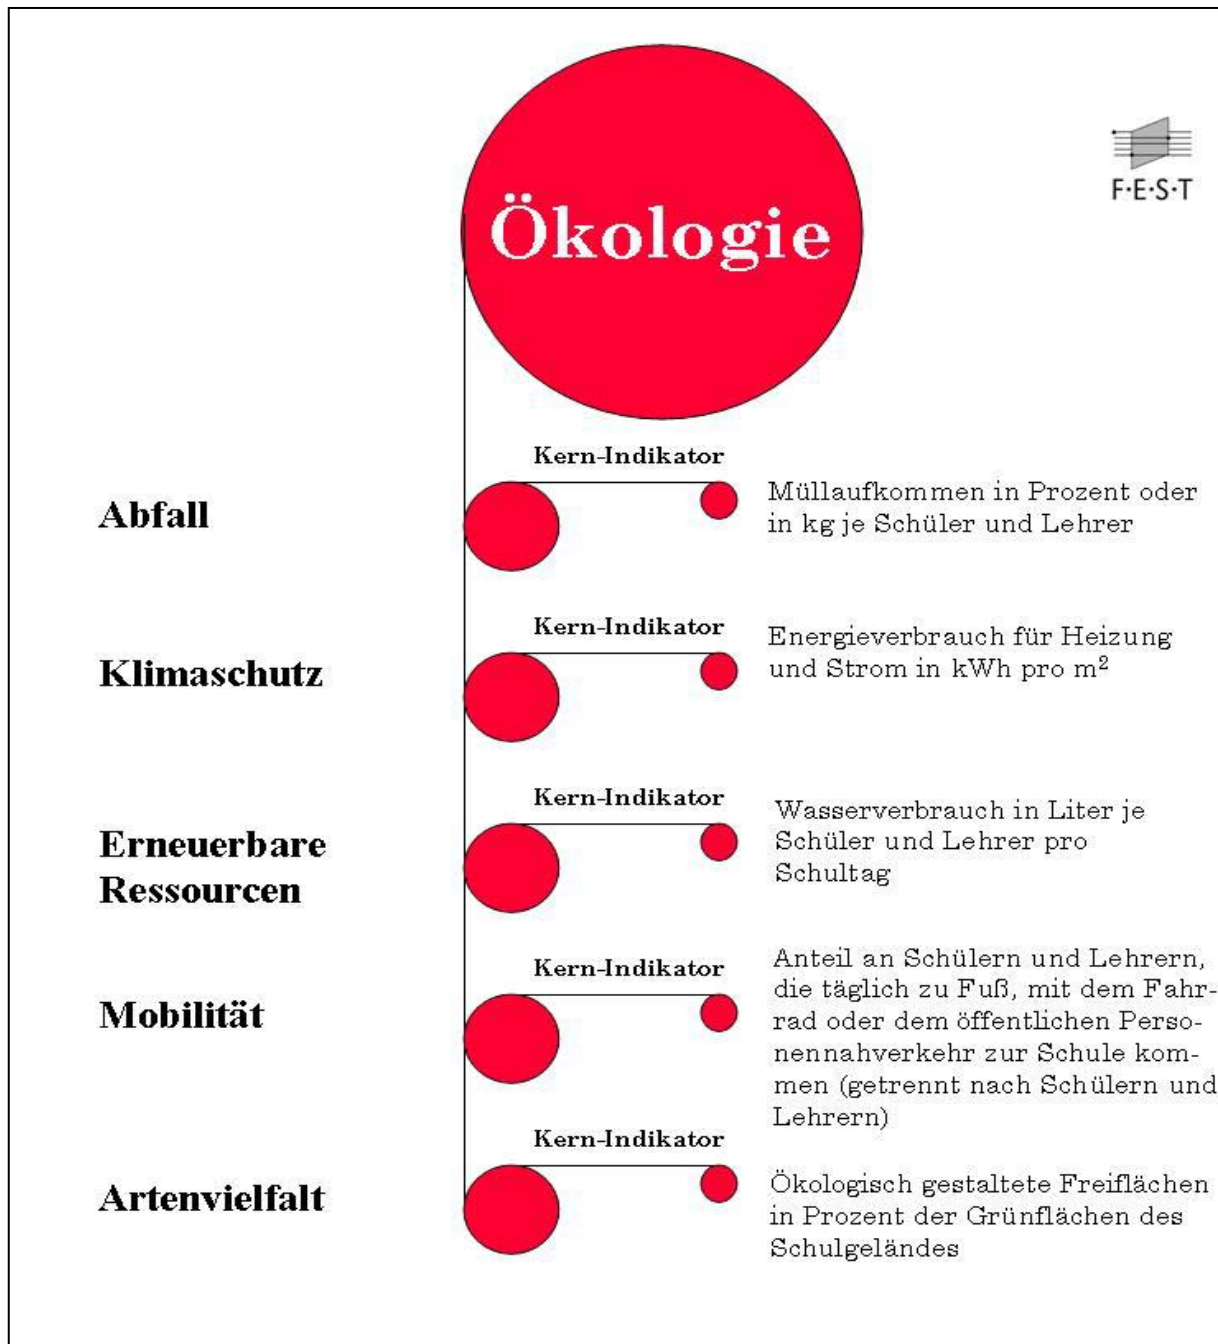 Ökologie
F·E·S·T
Kern-Indikator
Abfall
Müllaufkommen in Prozent oder
in kg je Schüler und Lehrer
Kern-Indikator
Klimaschutz
Energieverbrauch für Heizung
und Strom in kWh pro m²
Kern-Indikator
Erneuerbare
Ressourcen
Wasserverbrauch in Liter je
Schüler und Lehrer pro
Schultag
Kern-Indikator
Mobilität
Anteil an Schülern und Lehrern,
die täglich zu Fuß, mit dem Fahr-
rad oder dem öffentlichen Perso-
nennahverkehr zur Schule kom-
men (getrennt nach Schülern und
Lehrern)
Kern-Indikator
Artenvielfalt
Ökologisch gestaltete Freiflächen
in Prozent der Grünflächen des
Schulgeländes